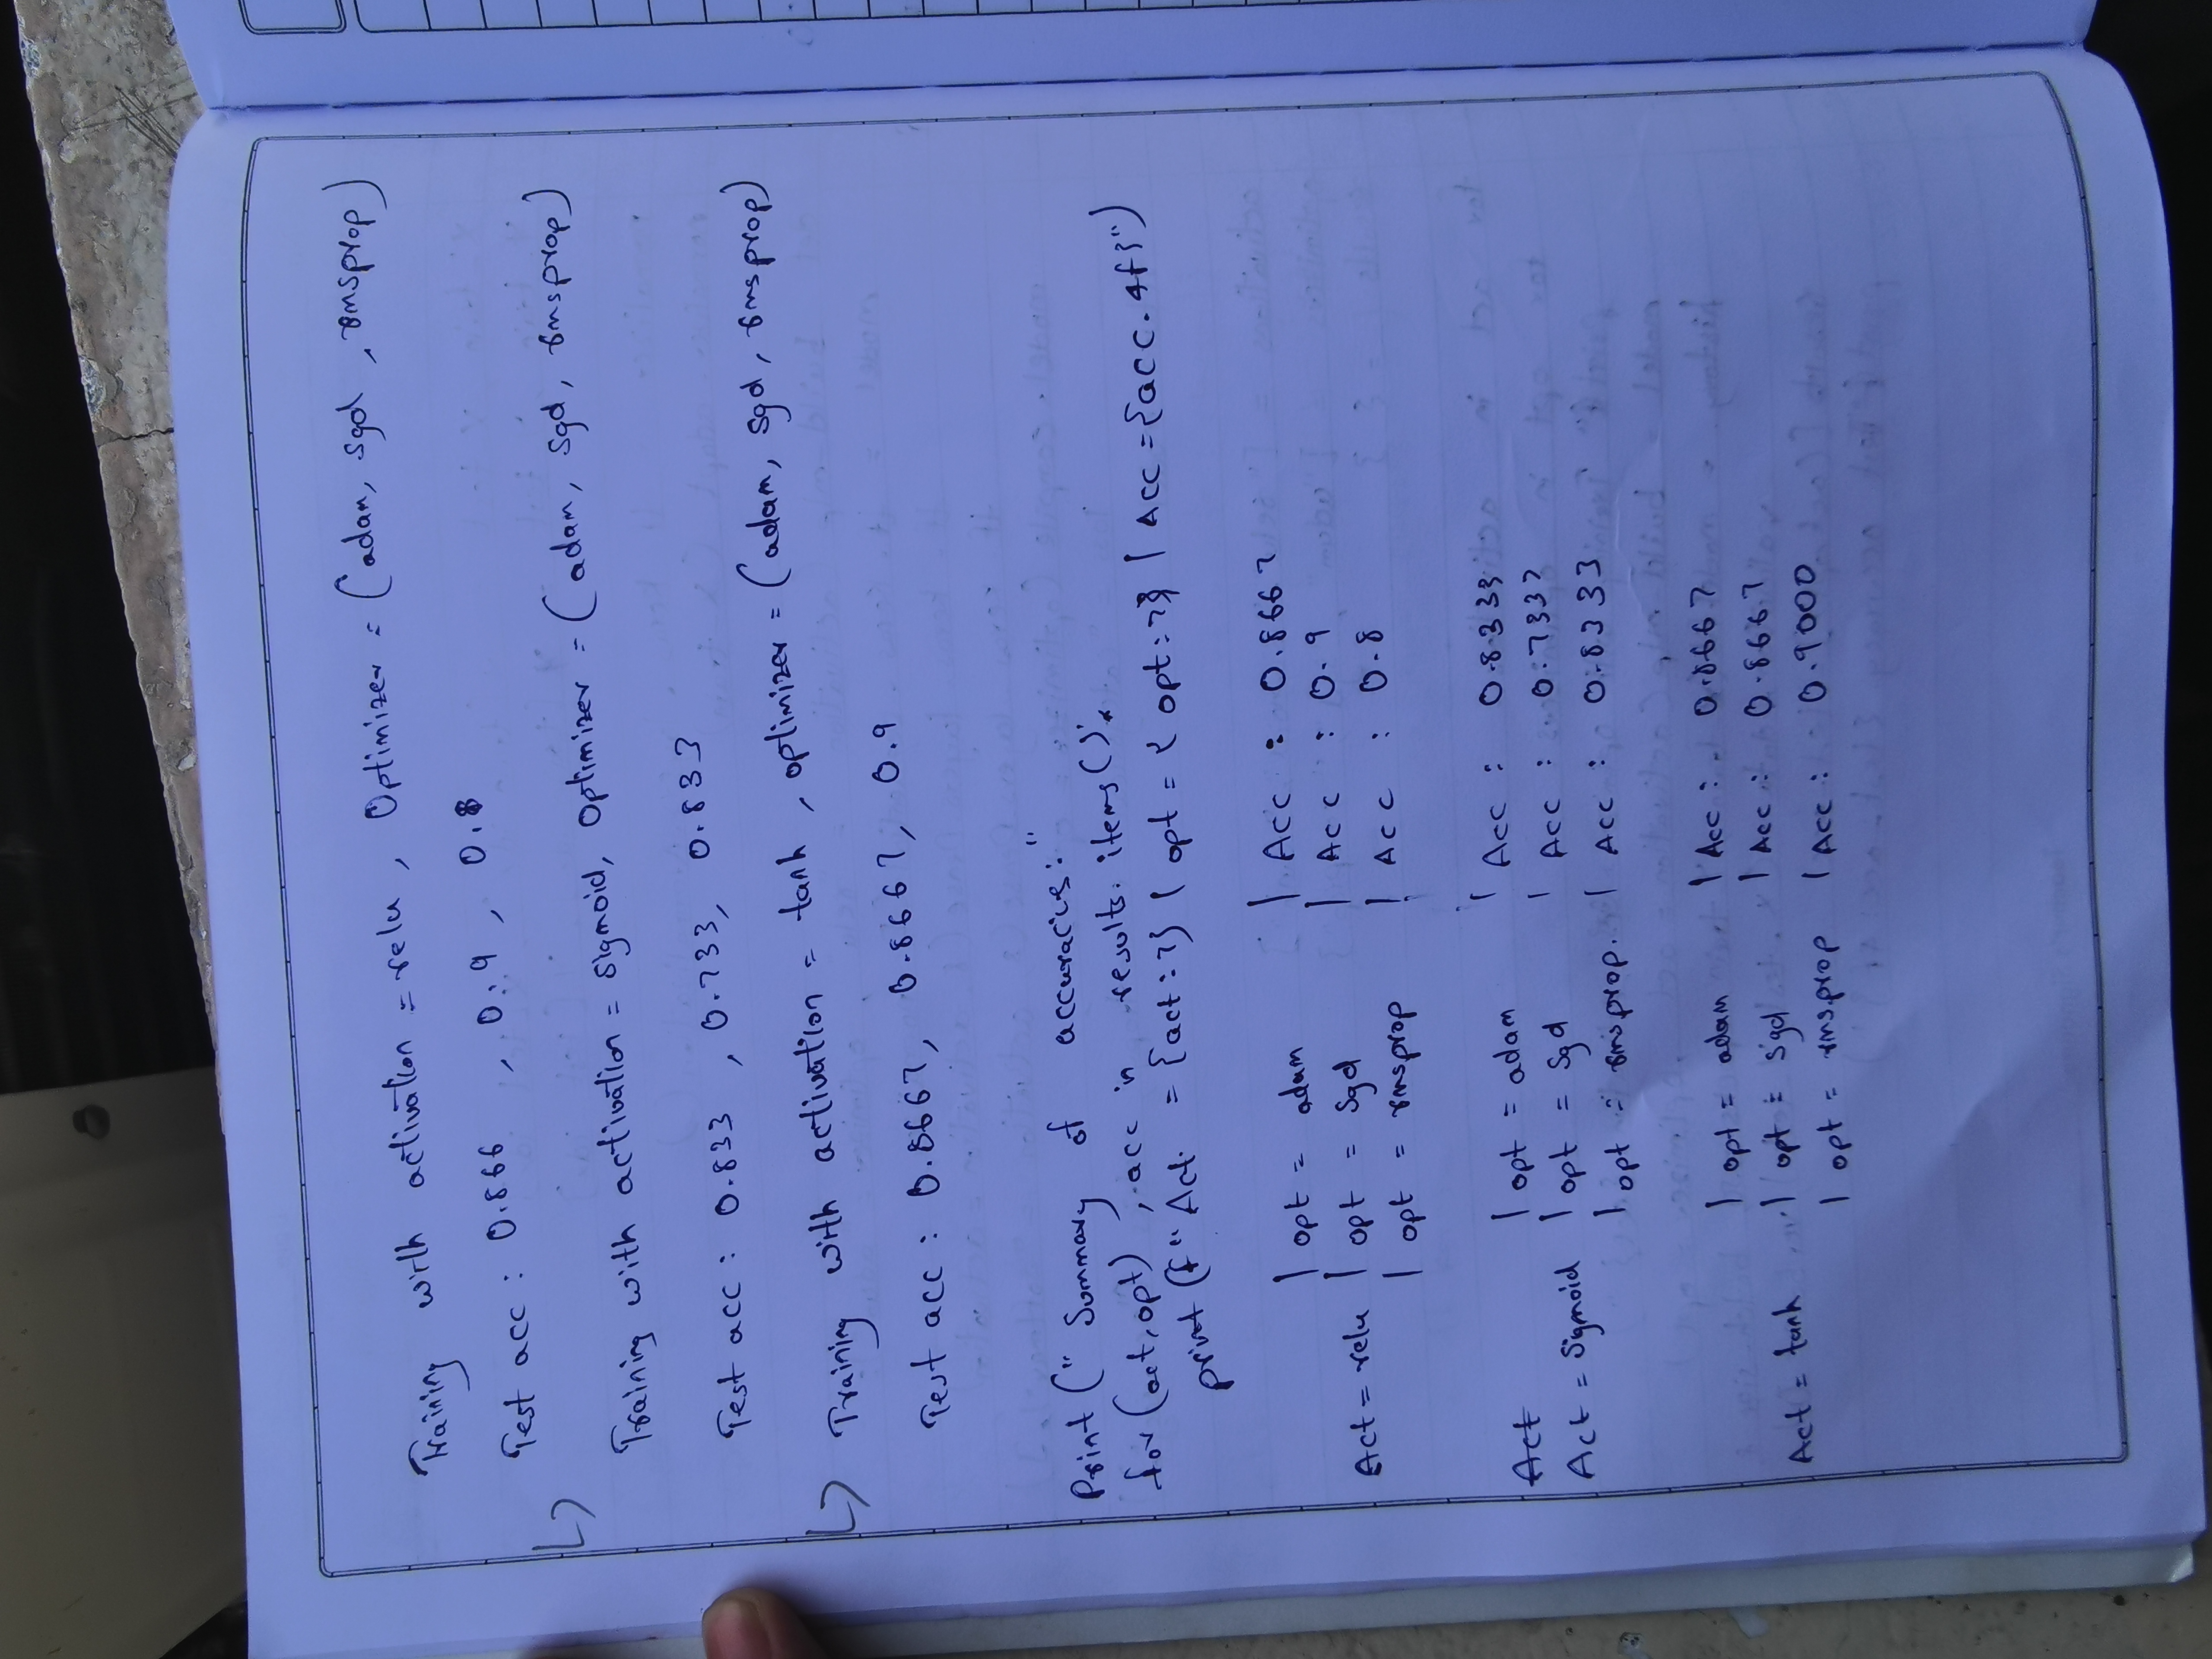 Training with activation = relu, Optimizer = (adam, sgd, rmsprop)
Test acc : 0.866 , 0.9 , 0.8
Training with activation = sigmoid, Optimizer = (adam, sgd, rmsprop)
Test acc : 0.833 , 0.733, 0.833
Training with activation = tanh, optimizer = (adam, sgd, rmsprop)
Test acc : 0.8667, 0.8667, 0.9
Print (" Summary of accuracies:"
for (act, opt), acc in results. items():
print (f" Act = {act:7} | opt = { opt:7} | Acc = {acc.4f}")
| opt = adam | Acc : 0.8667
Act = relu | opt = sgd | Acc : 0.9
| opt = rmsprop | Acc : 0.8
Act | opt = adam | Acc : 0.8333
Act = Sigmoid | opt = Sgd | Acc : 0.7337
| opt = rmsprop. | Acc : 0.8333
| opt = adam | Acc : 0.8667
Act = tanh | opt = sgd | Acc : 0.8667
| opt = rmsprop | Acc : 0.9000